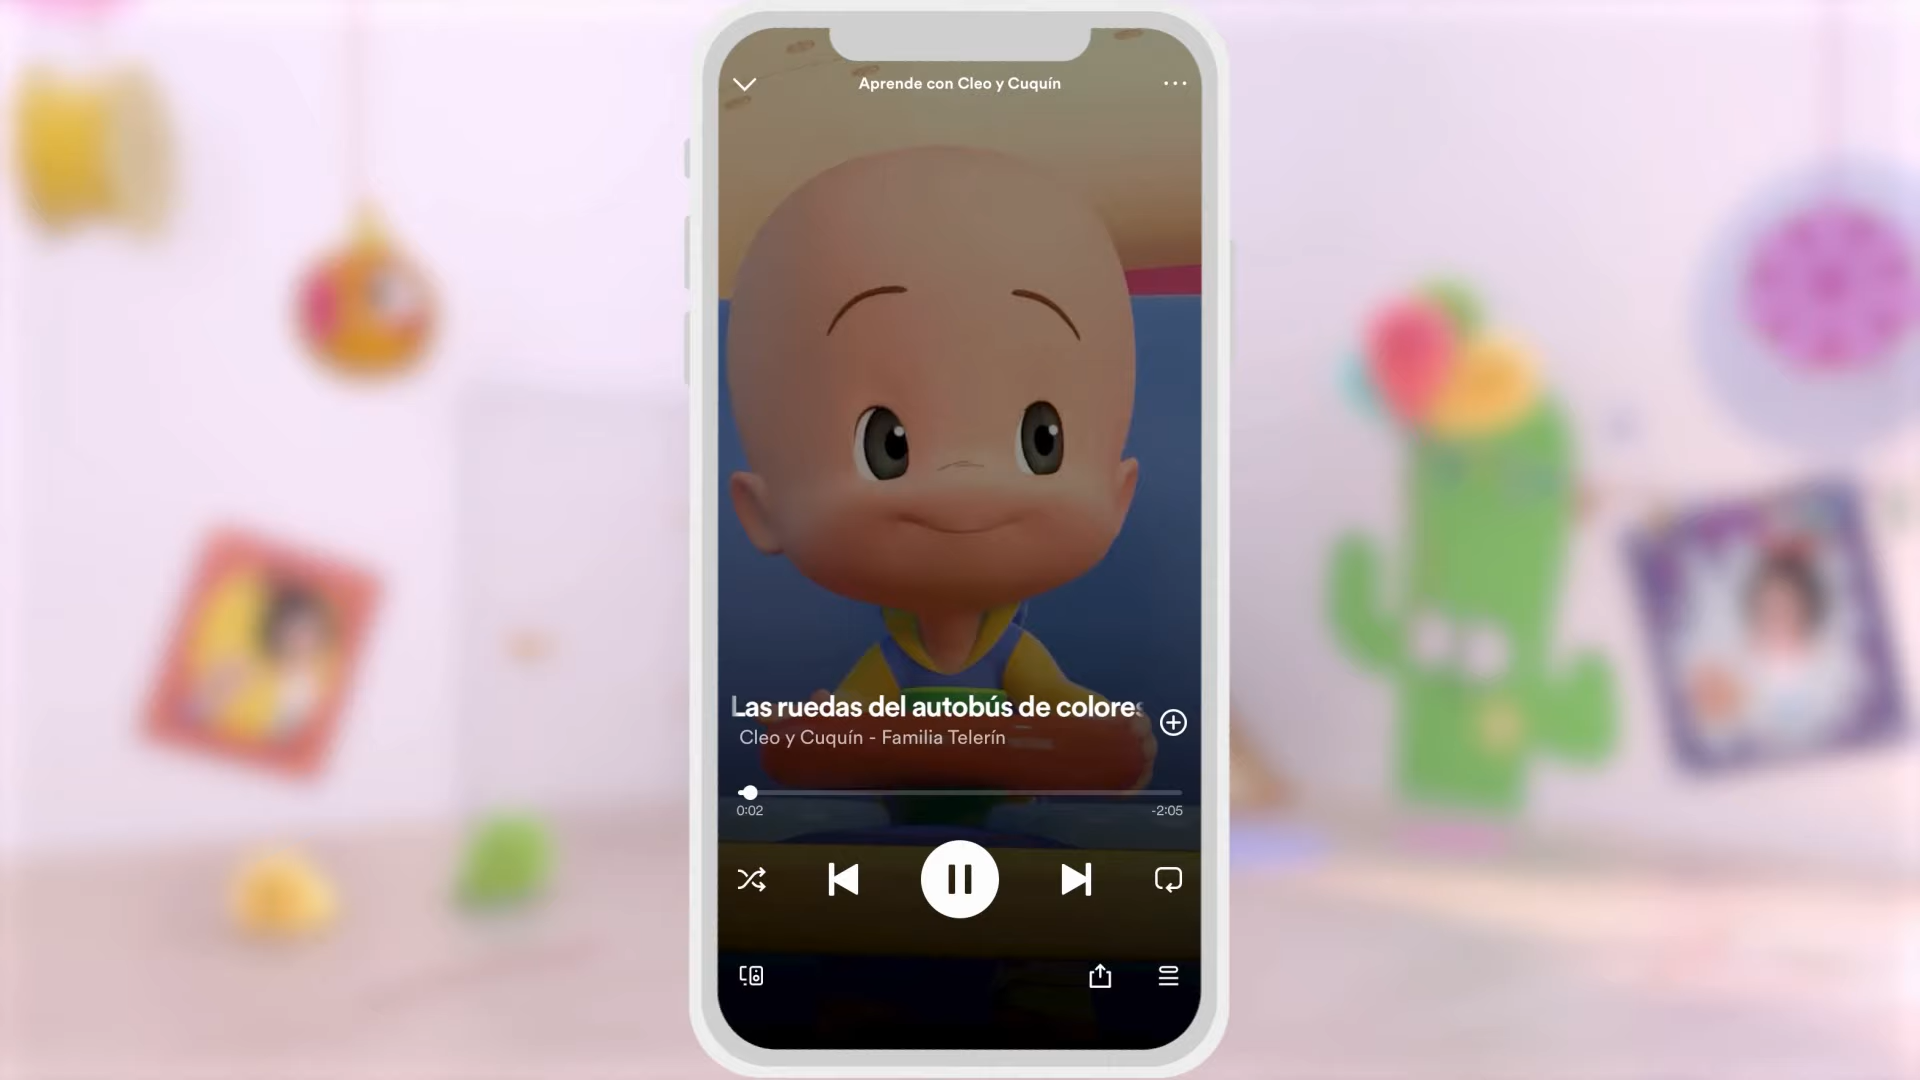 Aprende con Cleo y Cuquín
Las ruedas del autobús de colores
Cleo y Cuquín - Familia Telerín
0:02
-2:05